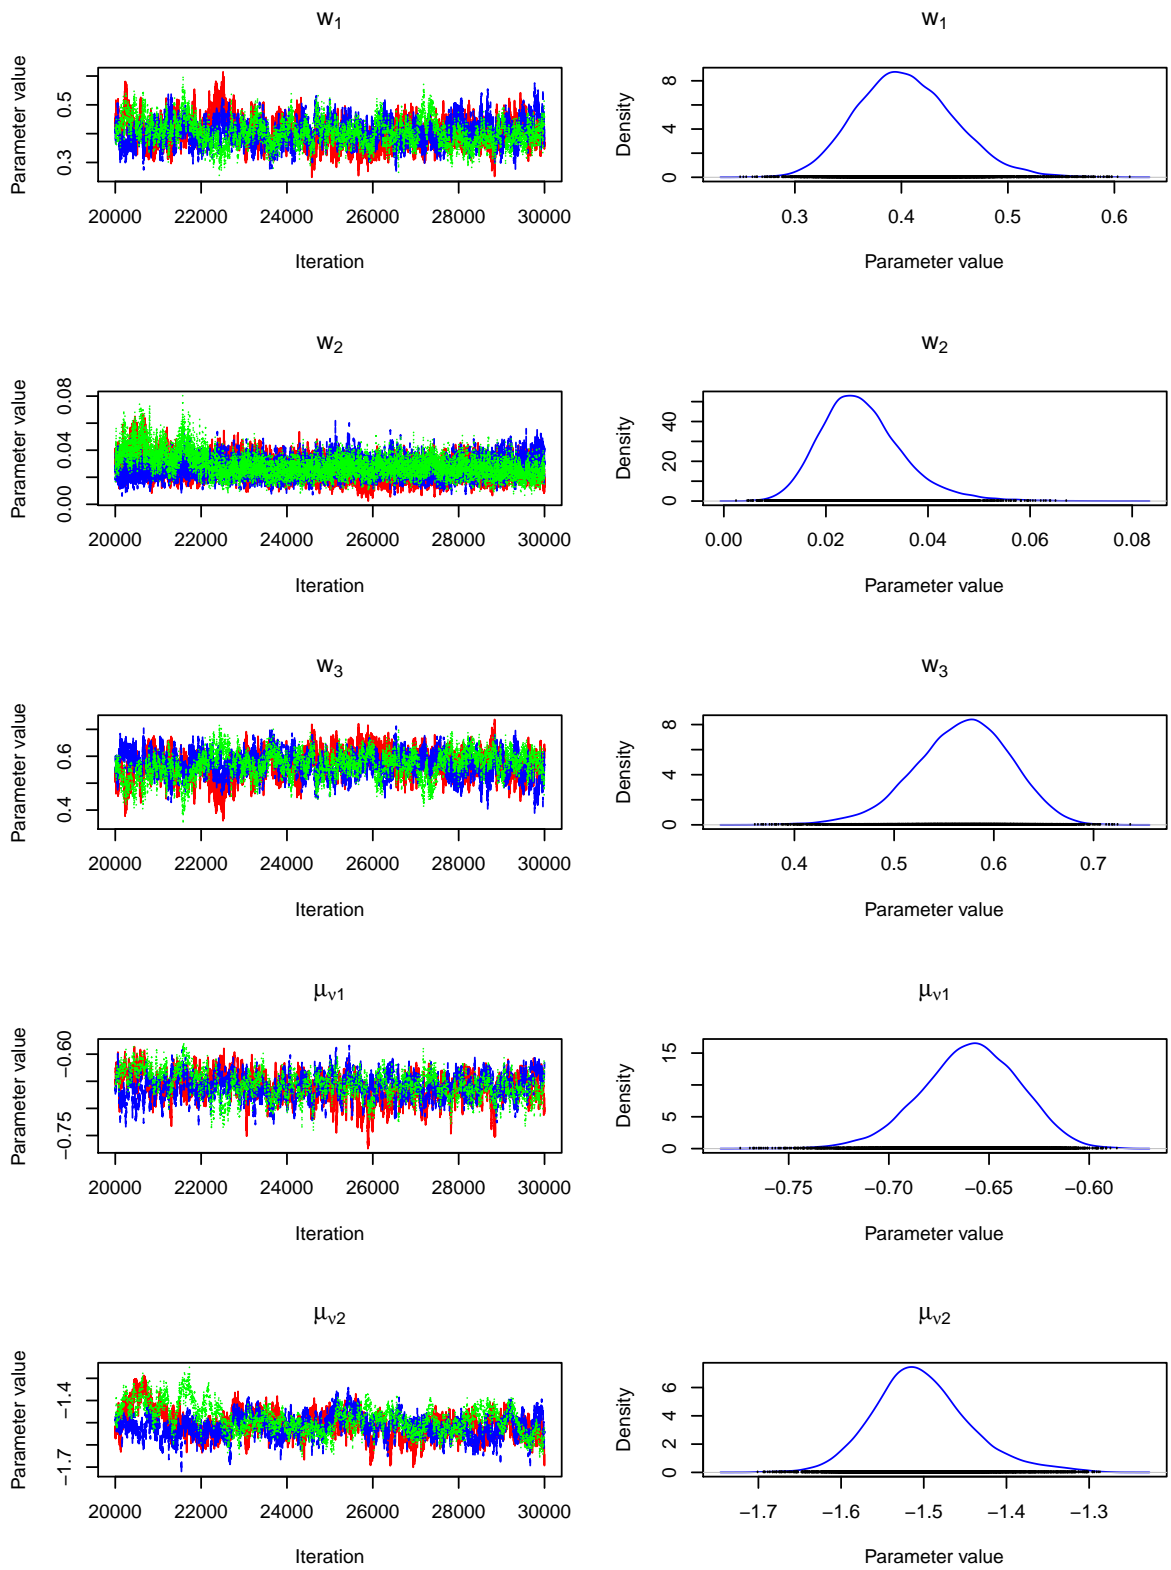 w1 w1
Parameter value 0.3 0.5 Density 0 4 8
20000 22000 24000 26000 28000 30000 0.3 0.4 0.5 0.6
Iteration Parameter value
w2 w2
Parameter value 0.00 0.04 0.08 Density 0 20 40
20000 22000 24000 26000 28000 30000 0.00 0.02 0.04 0.06 0.08
Iteration Parameter value
w3 w3
Parameter value 0.4 0.6 Density 0 4 8
20000 22000 24000 26000 28000 30000 0.4 0.5 0.6 0.7
Iteration Parameter value
μν1 μν1
Parameter value −0.75 −0.60 Density 0 5 15
20000 22000 24000 26000 28000 30000 −0.75 −0.70 −0.65 −0.60
Iteration Parameter value
μν2 μν2
Parameter value −1.7 −1.4 Density 0 2 4 6
20000 22000 24000 26000 28000 30000 −1.7 −1.6 −1.5 −1.4 −1.3
Iteration Parameter value